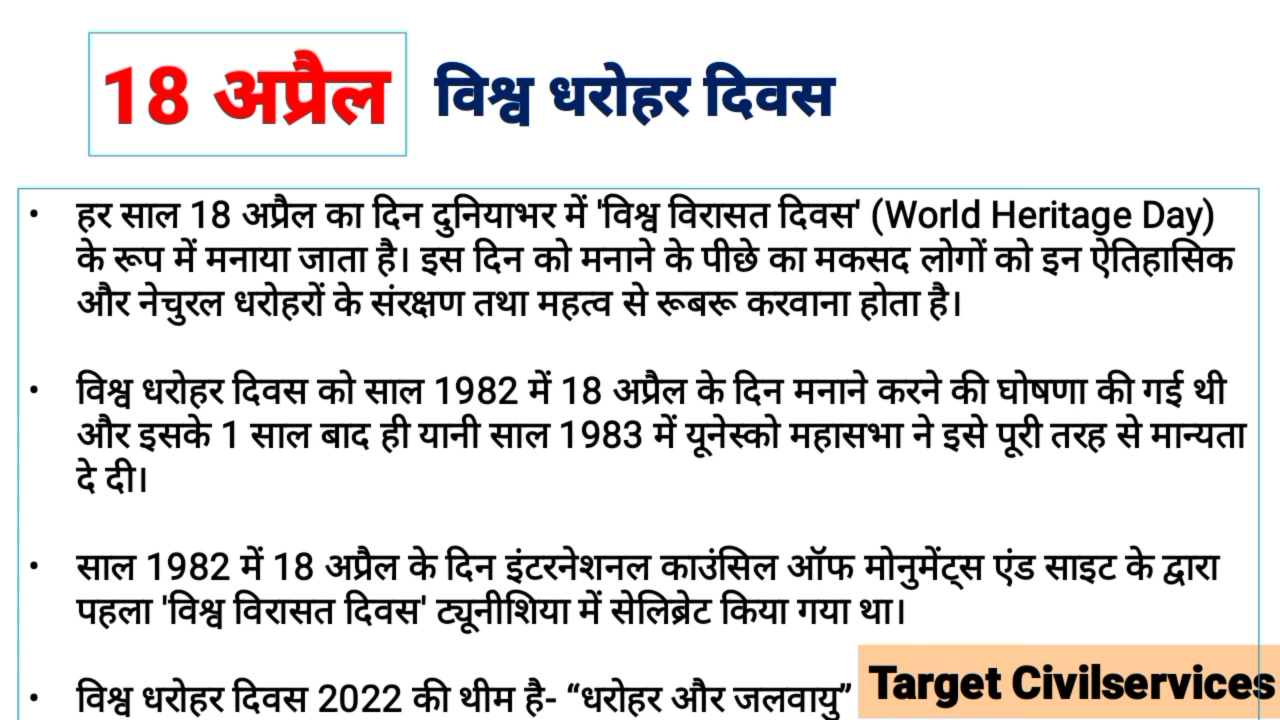 18 अप्रैल विश्व धरोहर दिवस
• हर साल 18 अप्रैल का दिन दुनियाभर में 'विश्व विरासत दिवस' (World Heritage Day)
के रूप में मनाया जाता है। इस दिन को मनाने के पीछे का मकसद लोगों को इन ऐतिहासिक
और नेचुरल धरोहरों के संरक्षण तथा महत्व से रूबरू करवाना होता है।
• विश्व धरोहर दिवस को साल 1982 में 18 अप्रैल के दिन मनाने करने की घोषणा की गई थी
और इसके 1 साल बाद ही यानी साल 1983 में यूनेस्को महासभा ने इसे पूरी तरह से मान्यता
दे दी।
• साल 1982 में 18 अप्रैल के दिन इंटरनेशनल काउंसिल ऑफ मोनुमेंट्स एंड साइट के द्वारा
पहला 'विश्व विरासत दिवस' ट्यूनीशिया में सेलिब्रेट किया गया था।
• विश्व धरोहर दिवस 2022 की थीम है- “धरोहर और जलवायु”
Target Civilservices